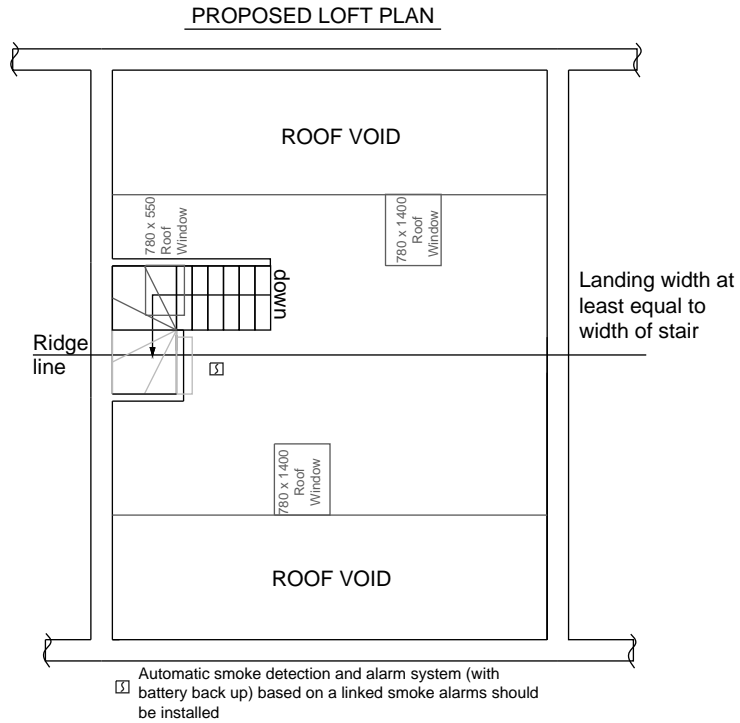 PROPOSED LOFT PLAN
ROOF VOID
780 x 550
Roof
Window
780 x 1400
Roof
Window
down
Landing width at
least equal to
width of stair
Ridge
line
780 x 1400
Roof
Window
ROOF VOID
Automatic smoke detection and alarm system (with
battery back up) based on a linked smoke alarms should
be installed